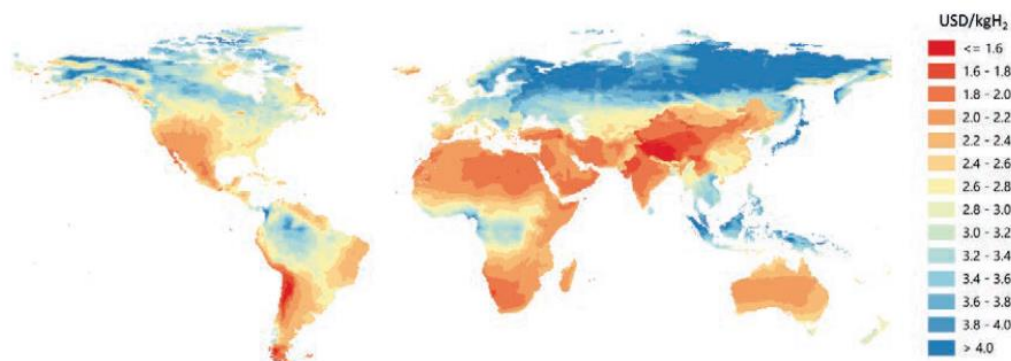 USD/kgH₂
<= 1.6
1.6 - 1.8
1.8 - 2.0
2.0 - 2.2
2.2 - 2.4
2.4 - 2.6
2.6 - 2.8
2.8 - 3.0
3.0 - 3.2
3.2 - 3.4
3.4 - 3.6
3.6 - 3.8
3.8 - 4.0
> 4.0